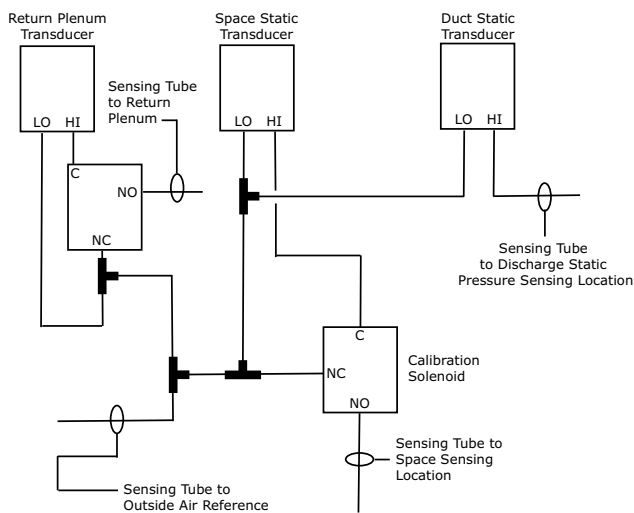 Return Plenum
Transducer
Space Static
Transducer
Duct Static
Transducer
Sensing Tube
to Return
Plenum
LO HI
LO HI
LO HI
C
NO
NC
Sensing Tube
to Discharge Static
Pressure Sensing Location
C
NC
NO
Calibration
Solenoid
Sensing Tube to
Space Sensing
Location
Sensing Tube to
Outside Air Reference